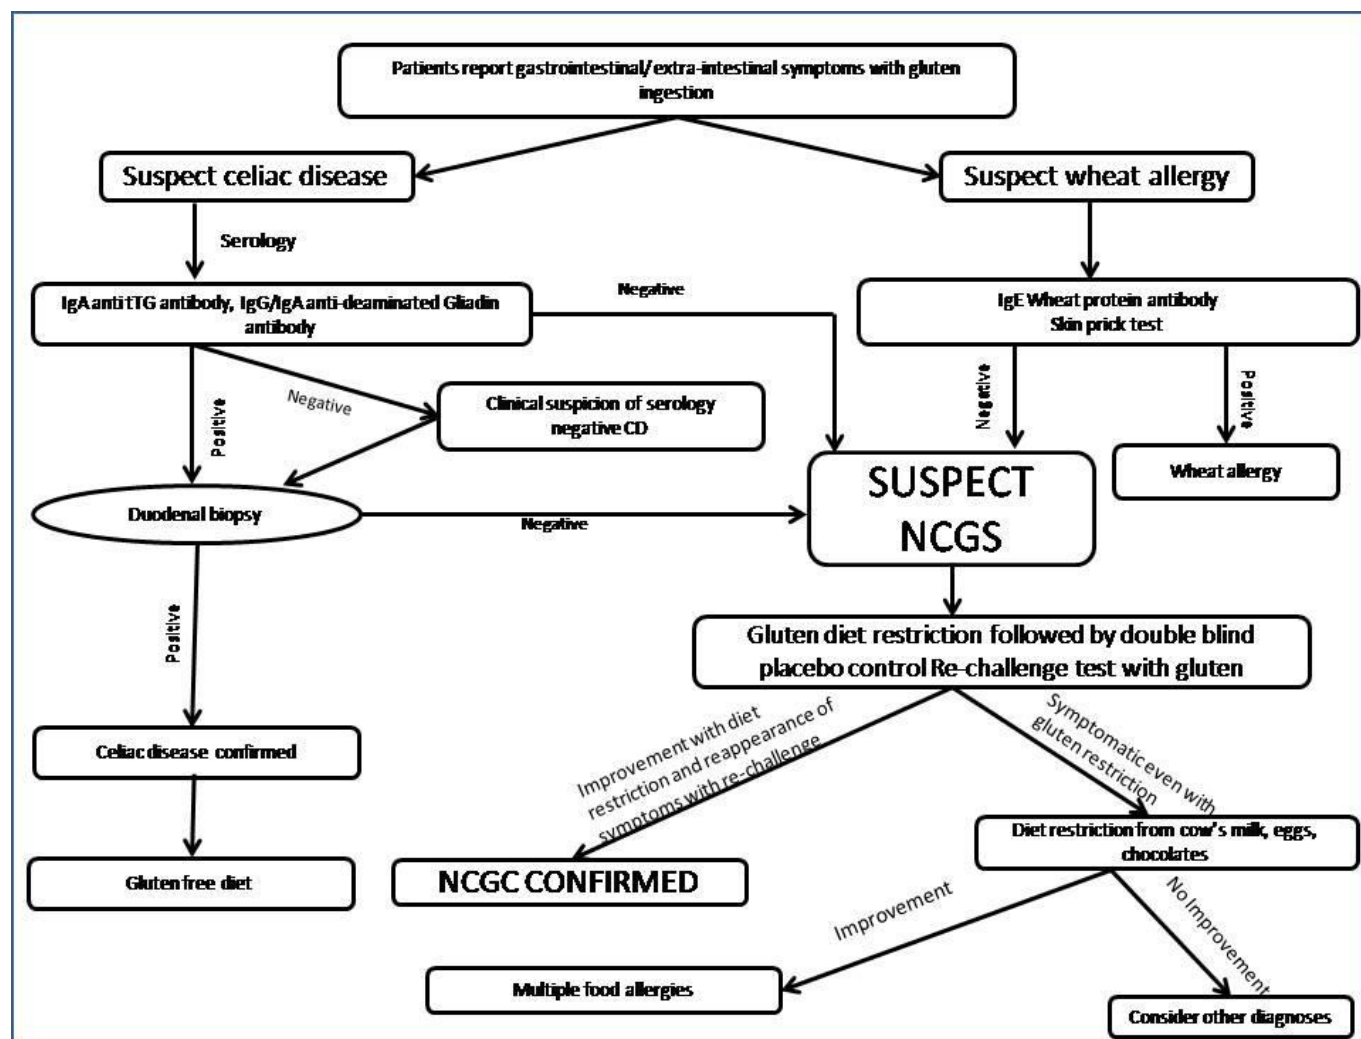 Patients report gastrointestinal/ extra-intestinal symptoms with gluten
ingestion
Suspect celiac disease
Suspect wheat allergy
Serology
IgA anti tTG antibody, IgG/IgA anti-deaminated Gliadin
antibody
Negative
IgE Wheat protein antibody
Skin prick test
Positive
Negative
Clinical suspicion of serology
negative CD
Negative
Positive
Wheat allergy
Duodenal biopsy
Negative
SUSPECT
NCGS
Positive
Gluten diet restriction followed by double blind
placebo control Re-challenge test with gluten
Improvement with diet
restriction and reappearance of
symptoms with re-challenge
Symptomatic even with
gluten restriction
Celiac disease confirmed
Diet restriction from cow's milk, eggs,
chocolates
Gluten free diet
NCGC CONFIRMED
Improvement
No Improvement
Multiple food allergies
Consider other diagnoses